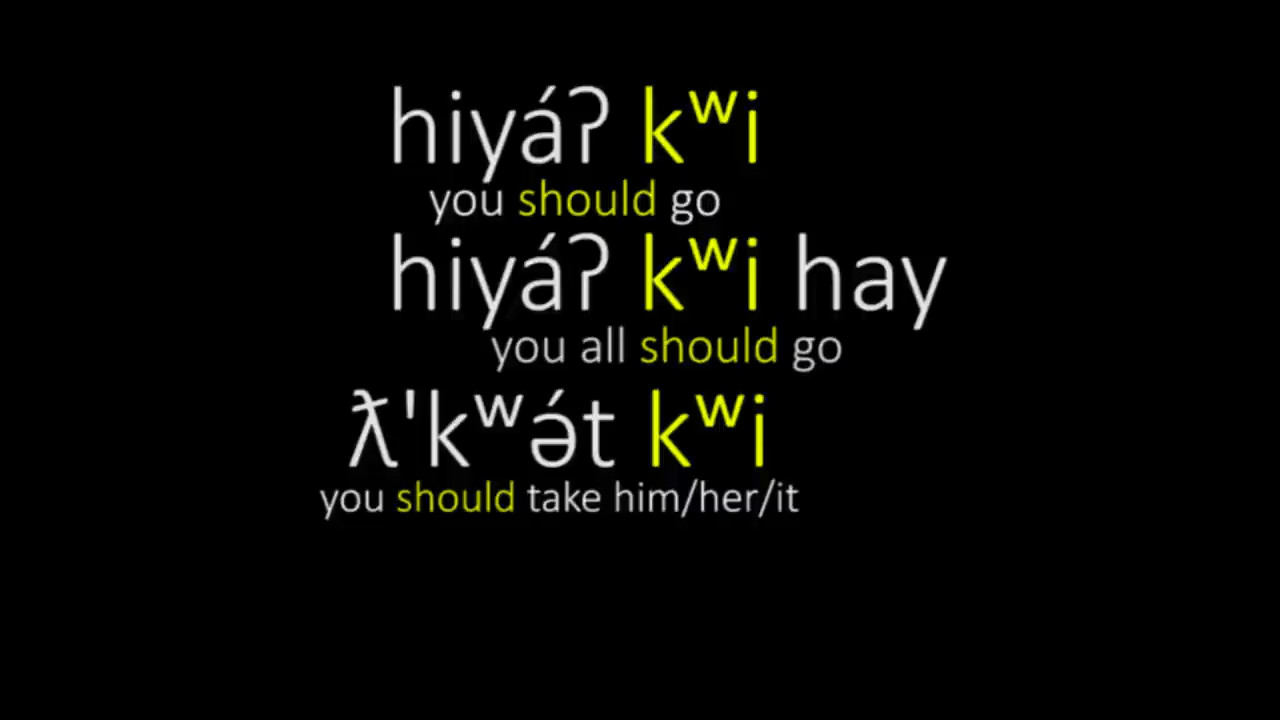 hiyáʔ kʷi
you should go
hiyáʔ kʷi hay
you all should go
ƛ'kʷə́t kʷi
you should take him/her/it